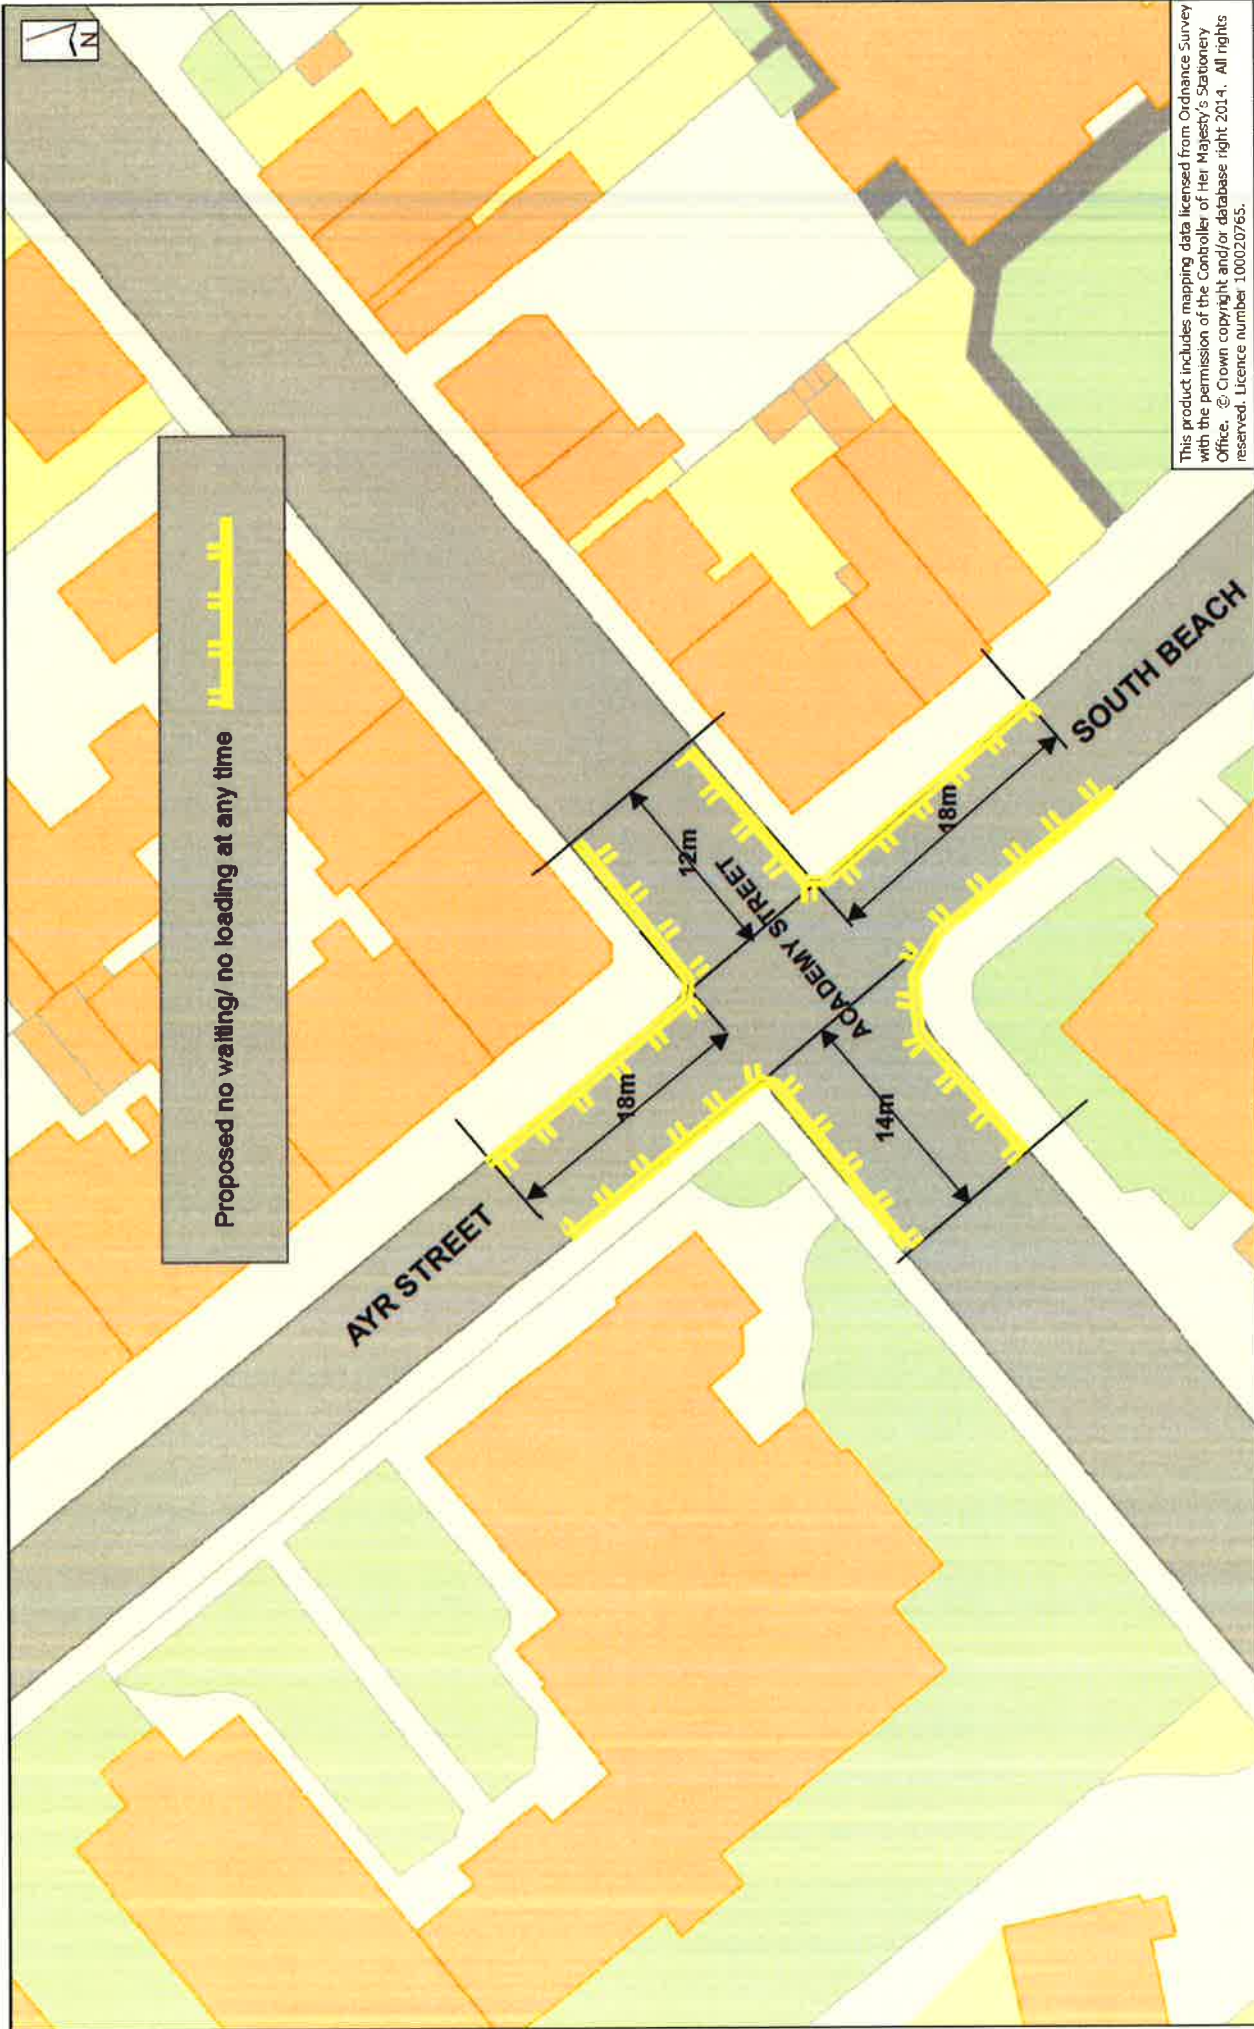 N
Proposed no waiting/ no loading at any time
AYR STREET
18m
12m
ACADEMY STREET
14m
18m
SOUTH BEACH
This product includes mapping data licensed from Ordnance Survey
with the permission of the Controller of Her Majesty's Stationery
Office. © Crown copyright and/or database right 2014. All rights
reserved. Licence number 100020765.